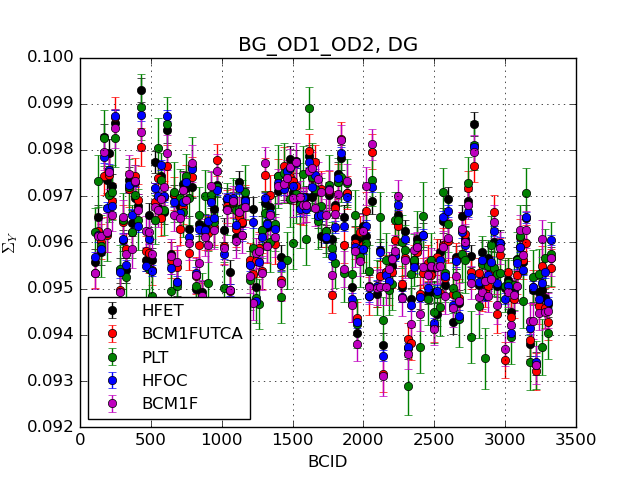 BG_OD1_OD2, DG
0.100
0.099
0.098
0.097
0.096
0.095
0.094
0.093
0.092
Σ_Y
HFET
BCM1FUTCA
PLT
HFOC
BCM1F
0 500 1000 1500 2000 2500 3000 3500
BCID